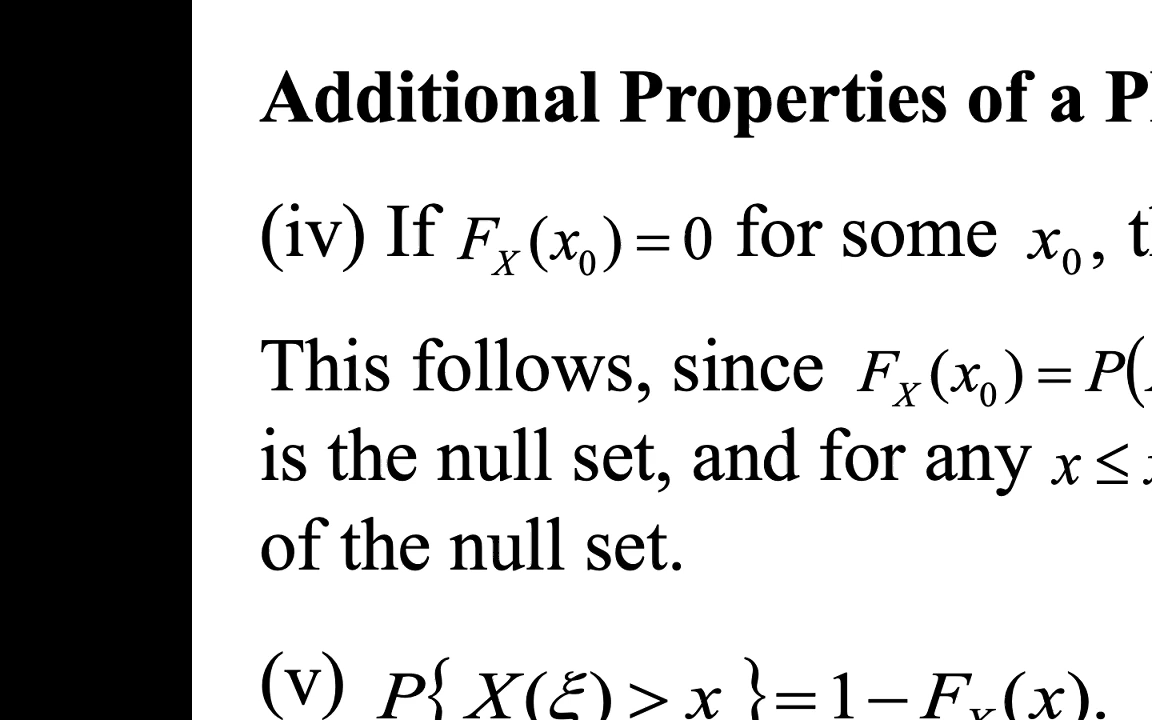 Additional Properties of a
(iv) If F_X(x_0) = 0 for some x_0,
This follows, since F_X(x_0) = P(
is the null set, and for any x ≤
of the null set.
(v) P{ X(ξ) > x } = 1 − F_X(x).